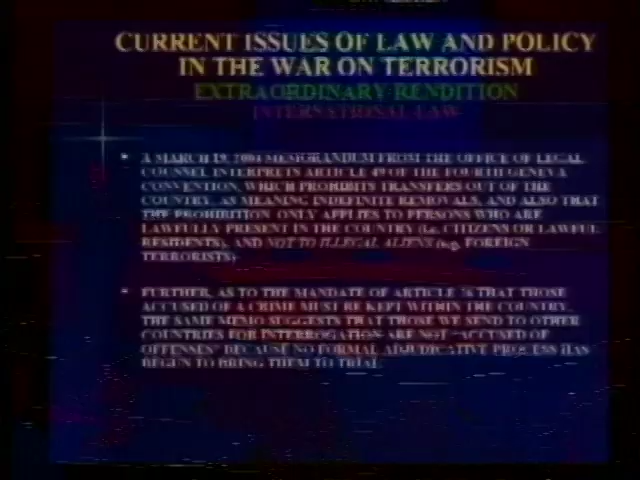 CURRENT ISSUES OF LAW AND POLICY
IN THE WAR ON TERRORISM
EXTRAORDINARY RENDITION
INTERNATIONAL LAW
• A MARCH 19, 2004 MEMORANDUM FROM THE OFFICE OF LEGAL
COUNSEL INTERPRETS ARTICLE 49 OF THE FOURTH GENEVA
CONVENTION, WHICH PROHIBITS TRANSFERS OUT OF THE
COUNTRY, AS MEANING INDEFINITE REMOVALS, AND ALSO THAT
THE PROHIBITION ONLY APPLIES TO PERSONS WHO ARE
LAWFULLY PRESENT IN THE COUNTRY (i.e. CITIZENS OR LAWFUL
RESIDENTS), AND NOT TO ILLEGAL ALIENS (e.g. FOREIGN
TERRORISTS)
• FURTHER, AS TO THE MANDATE OF ARTICLE 76 THAT THOSE
ACCUSED OF A CRIME MUST BE KEPT WITHIN THE COUNTRY,
THE SAME MEMO SUGGESTS THAT THOSE WE SEND TO OTHER
COUNTRIES FOR INTERROGATION ARE NOT "ACCUSED OF
OFFENSES" BECAUSE NO FORMAL ADJUDICATIVE PROCESS HAS
BEGUN TO BRING THEM TO TRIAL